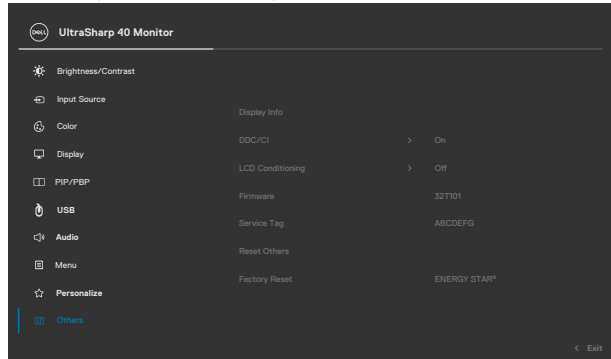 DELL UltraSharp 40 Monitor
Brightness/Contrast
Input Source
Color
Display
PIP/PBP
USB
Audio
Menu
Personalize
Others
Display Info
DDC/CI > On
LCD Conditioning > Off
Firmware 32T101
Service Tag ABCDEFG
Reset Others
Factory Reset ENERGY STAR®
< Exit